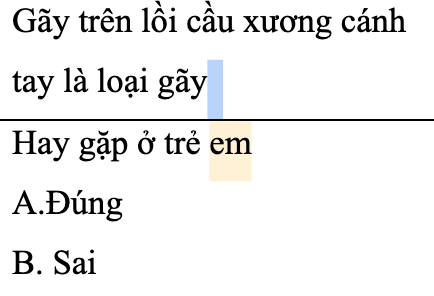 Gãy trên lồi cầu xương cánh
tay là loại gãy
Hay gặp ở trẻ em
A.Đúng
B. Sai